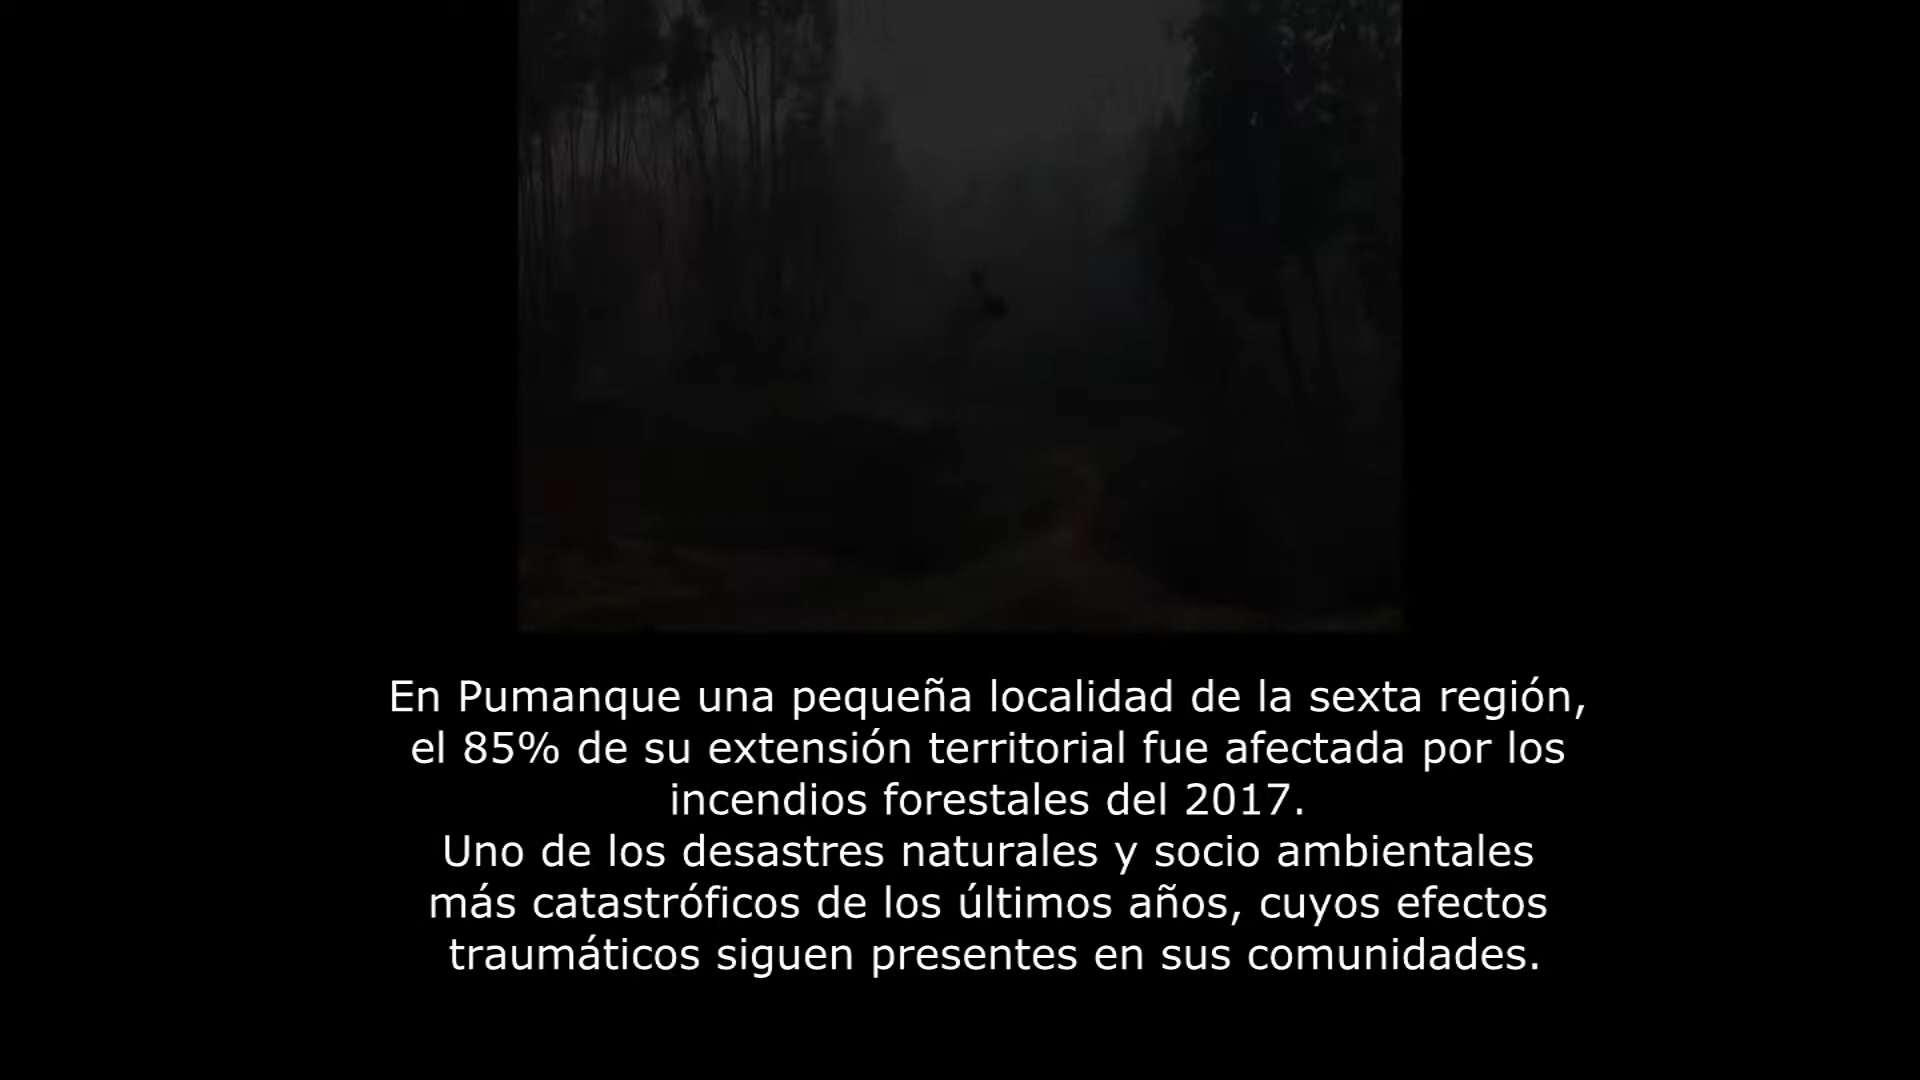 En Pumanque una pequeña localidad de la sexta región,
el 85% de su extensión territorial fue afectada por los
incendios forestales del 2017.
Uno de los desastres naturales y socio ambientales
más catastróficos de los últimos años, cuyos efectos
traumáticos siguen presentes en sus comunidades.